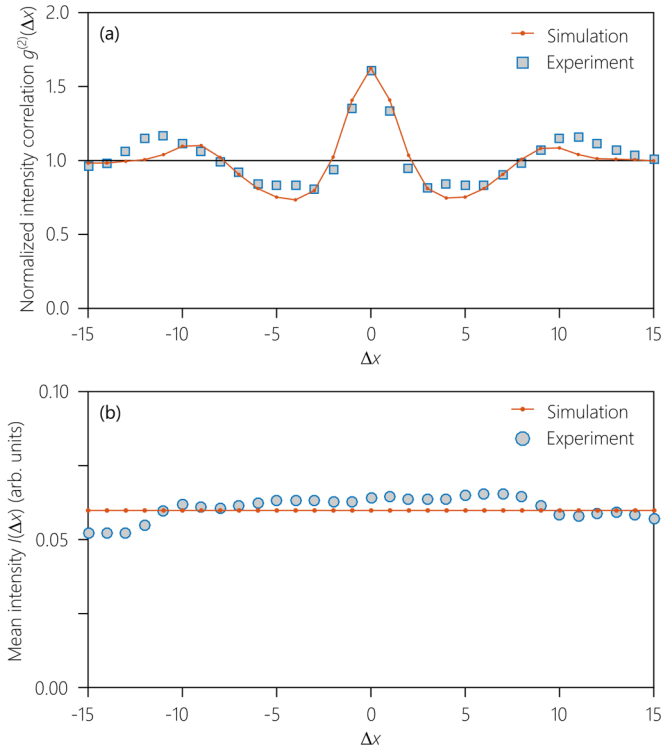 (a)
Simulation
Experiment
Normalized intensity correlation g(2)(Δx)
2.0
1.5
1.0
0.5
0.0
-15 -10 -5 0 5 10 15
Δx
(b)
Simulation
Experiment
Mean intensity I(Δx) (arb. units)
0.10
0.05
0.00
-15 -10 -5 0 5 10 15
Δx